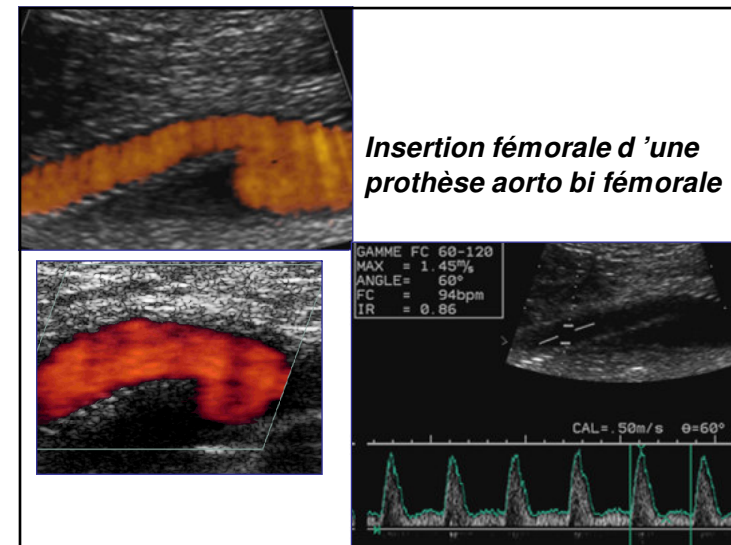 Insertion fémorale d ’une
prothèse aorto bi fémorale
GAMME FC 60-120
MAX = 1.45m/s
ANGLE= 60°
FC = 94bpm
IR = 0.86
CAL=.50m/s θ=60°